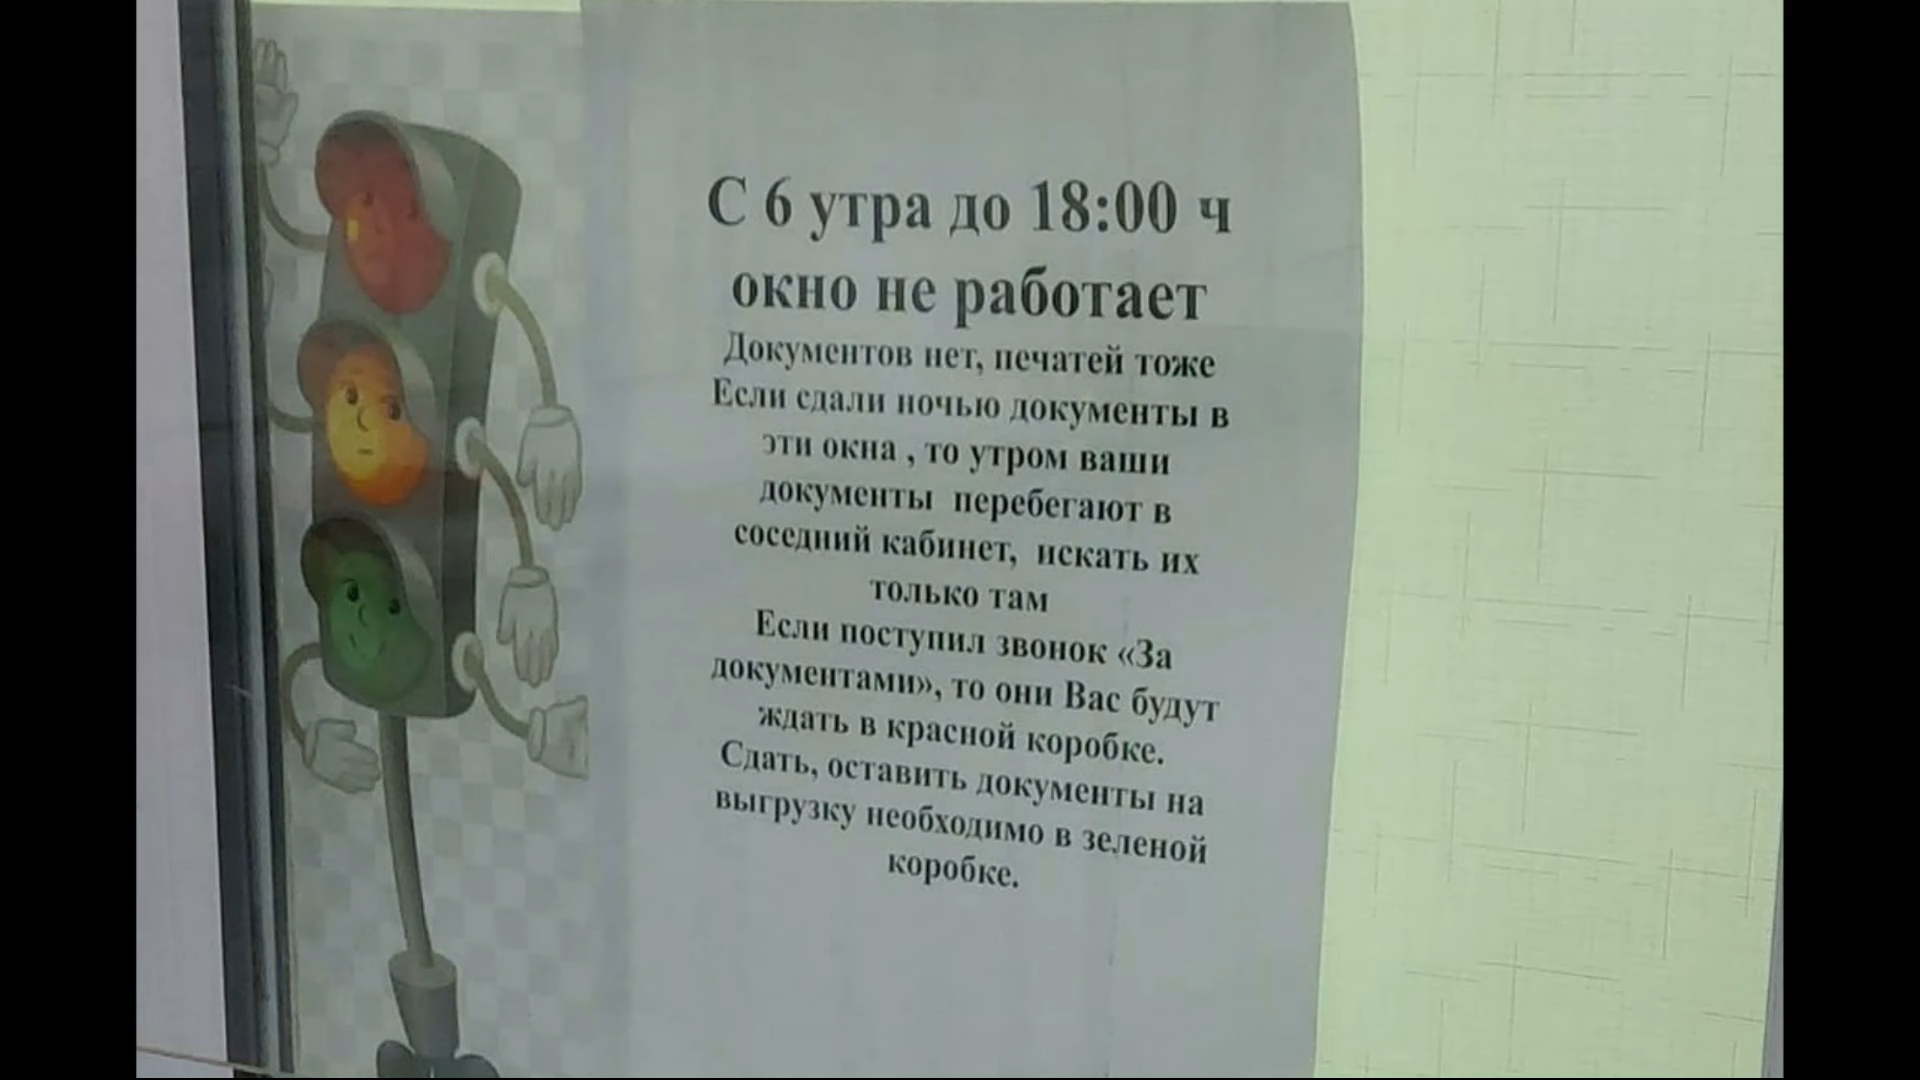 С 6 утра до 18:00 ч
окно не работает
Документов нет, печатей тоже
Если сдали ночью документы в
эти окна , то утром ваши
документы перебегают в
соседний кабинет, искать их
только там
Если поступил звонок «За
документами», то они Вас будут
ждать в красной коробке.
Сдать, оставить документы на
выгрузку необходимо в зеленой
коробке.